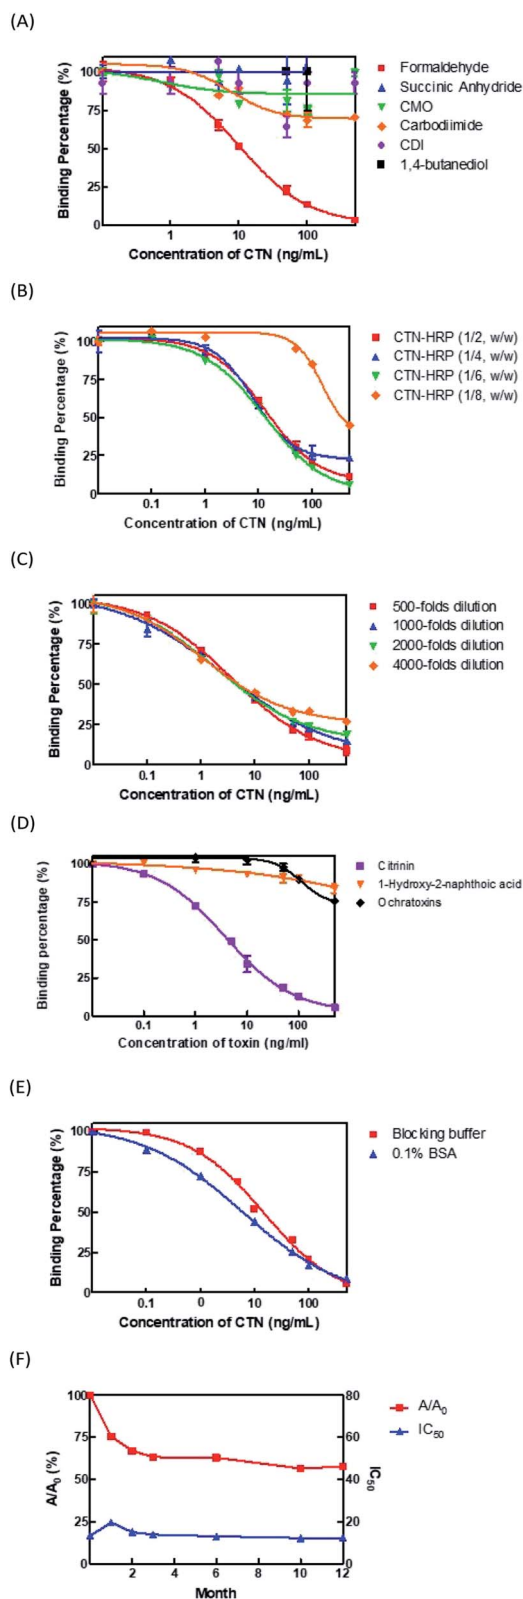 (A)
Binding Percentage (%)
100
75
50
25
0
1
10
100
Concentration of CTN (ng/mL)
Formaldehyde
Succinic Anhydride
CMO
Carbodiimide
CDI
1,4-butanediol
(B)
Binding Percentage (%)
100
75
50
25
0
0.1
1
10
100
Concentration of CTN (ng/mL)
CTN-HRP (1/2, w/w)
CTN-HRP (1/4, w/w)
CTN-HRP (1/6, w/w)
CTN-HRP (1/8, w/w)
(C)
Binding Percentage (%)
100
75
50
25
0
0.1
1
10
100
Concentration of CTN (ng/mL)
500-folds dilution
1000-folds dilution
2000-folds dilution
4000-folds dilution
(D)
Binding percentage (%)
100
75
50
25
0
0.1
1
10
100
Concentration of toxin (ng/ml)
Citrinin
1-Hydroxy-2-naphthoic acid
Ochratoxins
(E)
Binding Percentage (%)
100
75
50
25
0
0.1
0
10
100
Concentration of CTN (ng/mL)
Blocking buffer
0.1% BSA
(F)
A/A0 (%)
100
75
50
25
0
2
4
6
8
10
12
Month
80
60
40
20
0
IC50
A/A0
IC50